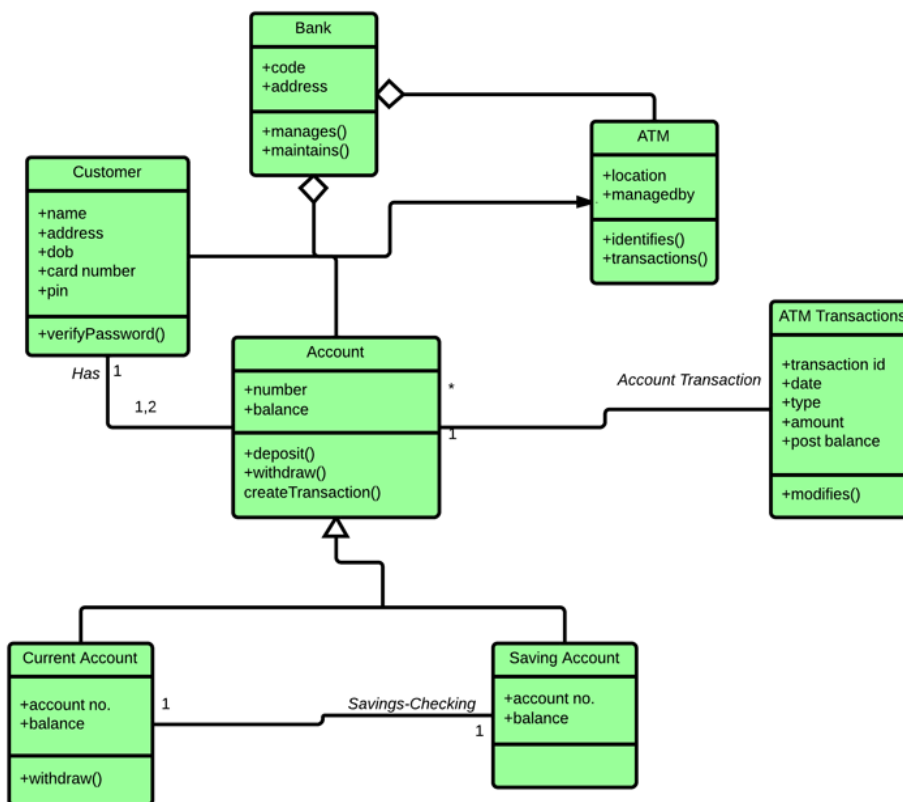 Bank
+code
+address
+manages()
+maintains()
ATM
+location
+managedby
+identifies()
+transactions()
Customer
+name
+address
+dob
+card number
+pin
+verifyPassword()
Has
1
1,2
Account
+number
+balance
+deposit()
+withdraw()
createTransaction()
*
1
Account Transaction
ATM Transactions
+transaction id
+date
+type
+amount
+post balance
+modifies()
Current Account
+account no.
+balance
+withdraw()
1
Savings-Checking
1
Saving Account
+account no.
+balance